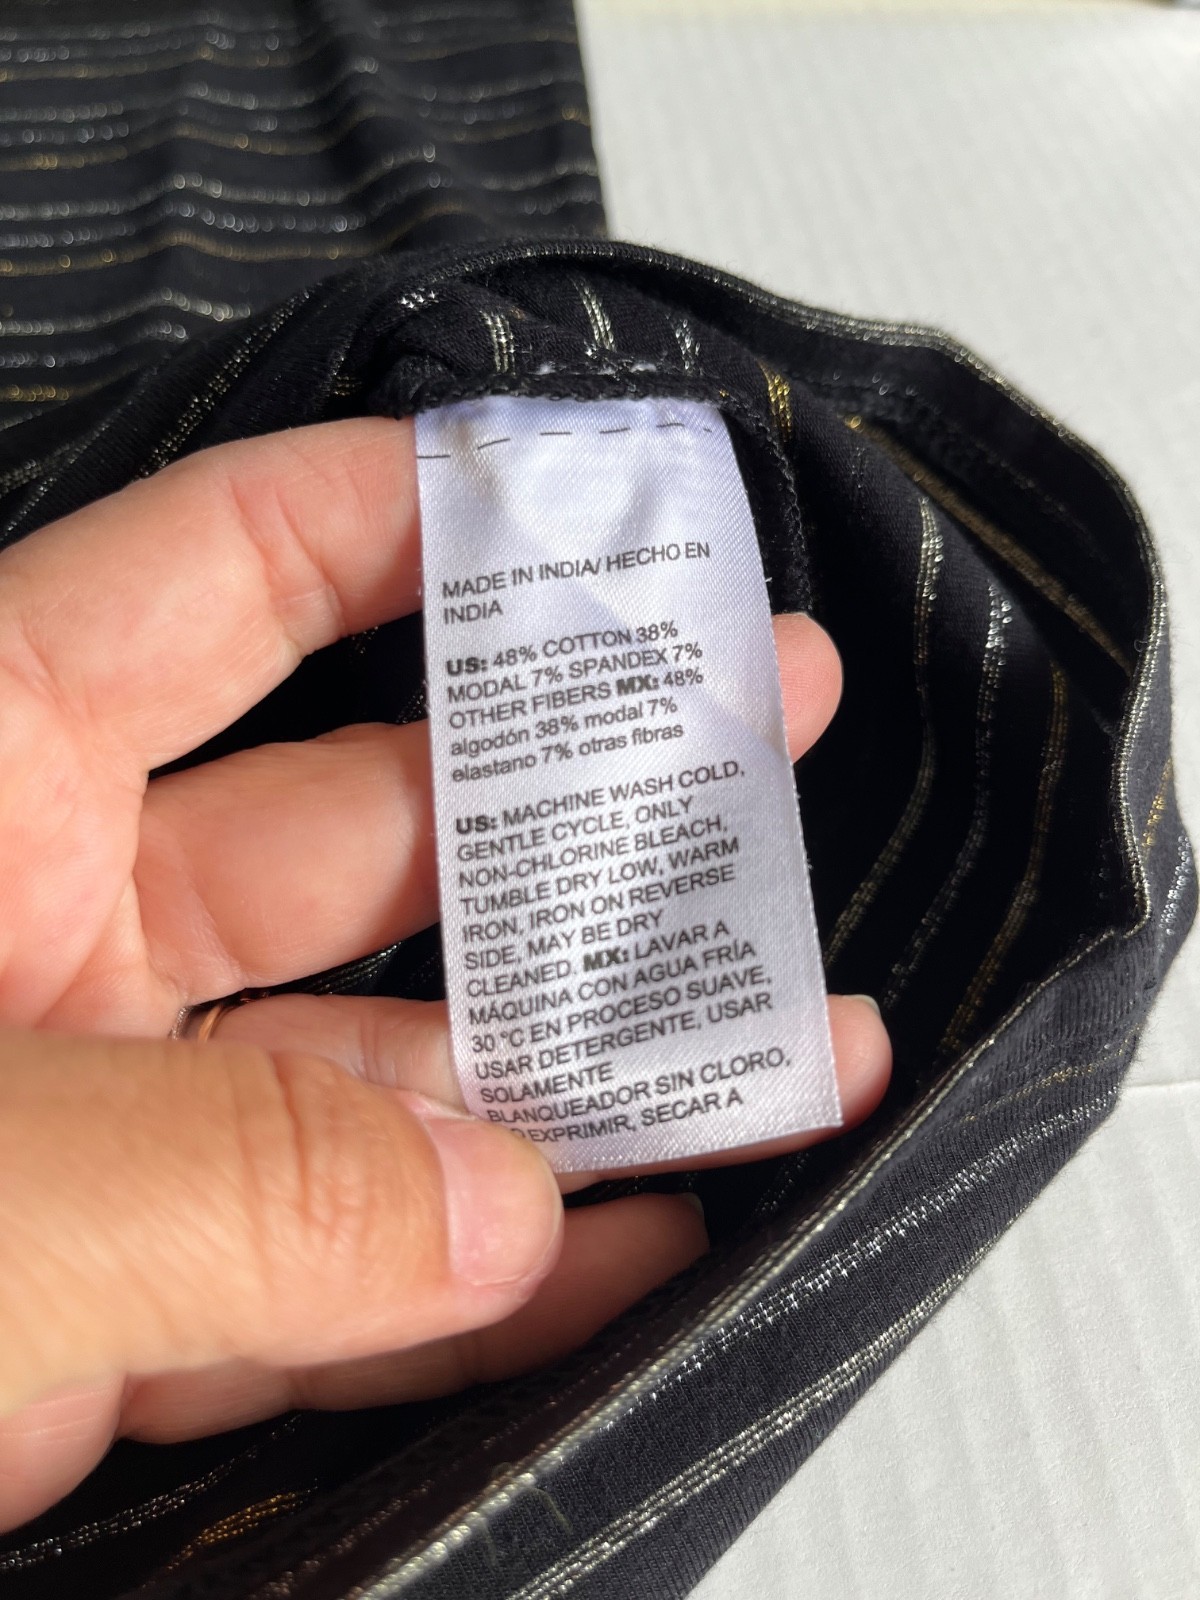 MADE IN INDIA/ HECHO EN
INDIA
US: 48% COTTON 38%
MODAL 7% SPANDEX 7%
OTHER FIBERS MX: 48%
algodón 38% modal 7%
elastano 7% otras fibras
US: MACHINE WASH COLD,
GENTLE CYCLE, ONLY
NON-CHLORINE BLEACH,
TUMBLE DRY LOW, WARM
IRON, IRON ON REVERSE
SIDE, MAY BE DRY
CLEANED. MX: LAVAR A
MÁQUINA CON AGUA FRÍA
30 °C EN PROCESO SUAVE,
USAR DETERGENTE, USAR
SOLAMENTE
BLANQUEADOR SIN CLORO,
EXPRIMIR, SECAR A